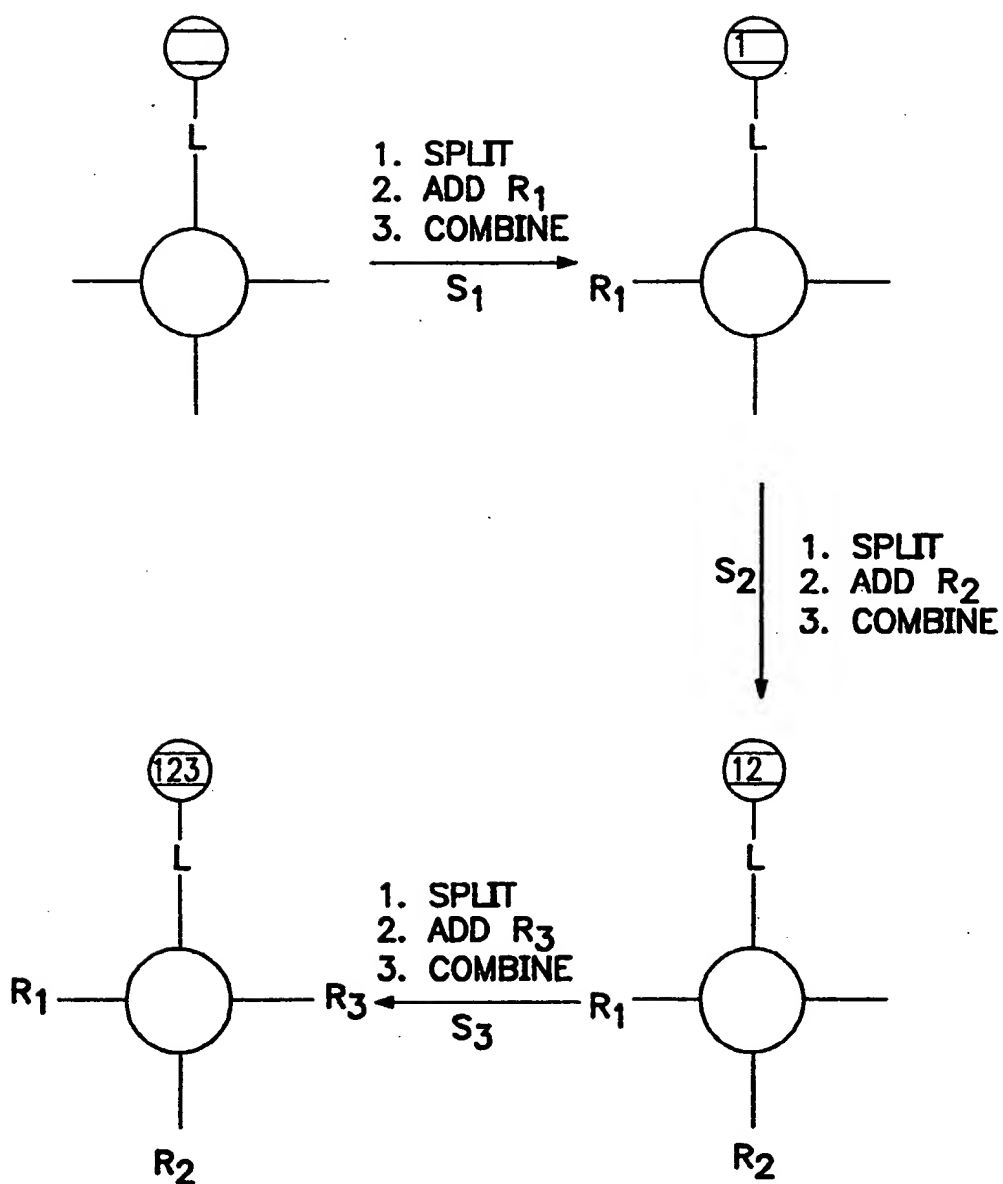 1
L
L
1. SPLIT
2. ADD R₁
3. COMBINE
S₁
R₁
S₂
1. SPLIT
2. ADD R₂
3. COMBINE
123
12
L
L
1. SPLIT
2. ADD R₃
3. COMBINE
R₁
R₃
S₃
R₁
R₂
R₂